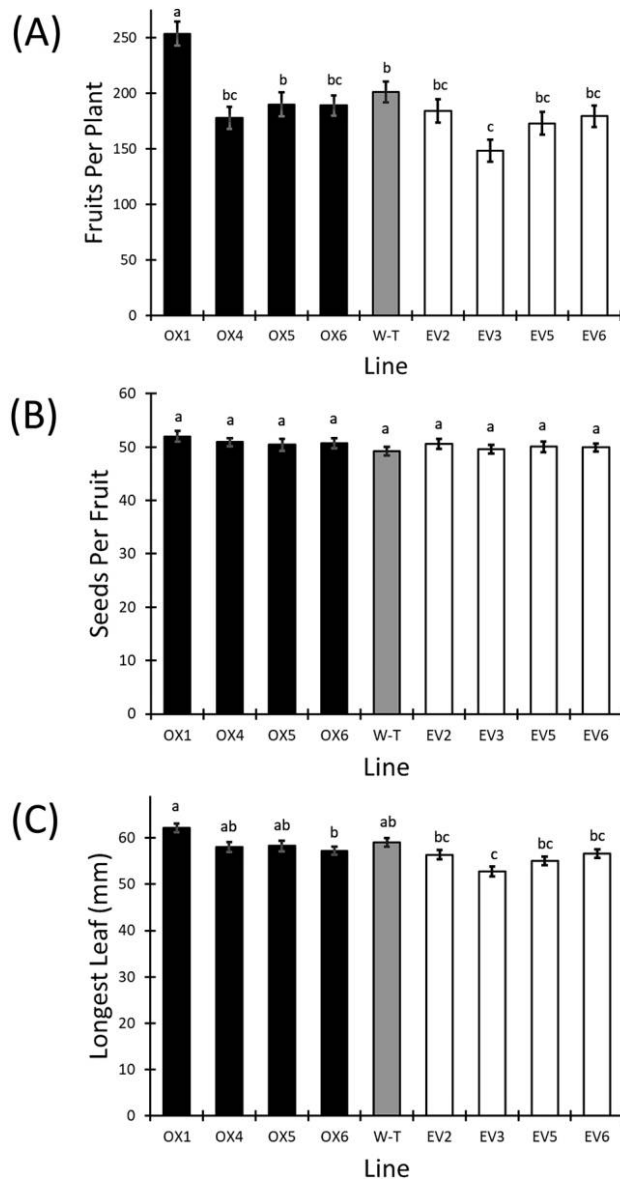 (A)
Fruits Per Plant
250
200
150
100
50
0
a
bc
b
bc
b
bc
c
bc
bc
OX1 OX4 OX5 OX6 W-T EV2 EV3 EV5 EV6
Line
(B)
Seeds Per Fruit
60
50
40
30
20
10
0
a a a a a a a a a
OX1 OX4 OX5 OX6 W-T EV2 EV3 EV5 EV6
Line
(C)
Longest Leaf (mm)
60
50
40
30
20
10
0
a
ab
ab
b
ab
bc
c
bc
bc
OX1 OX4 OX5 OX6 W-T EV2 EV3 EV5 EV6
Line